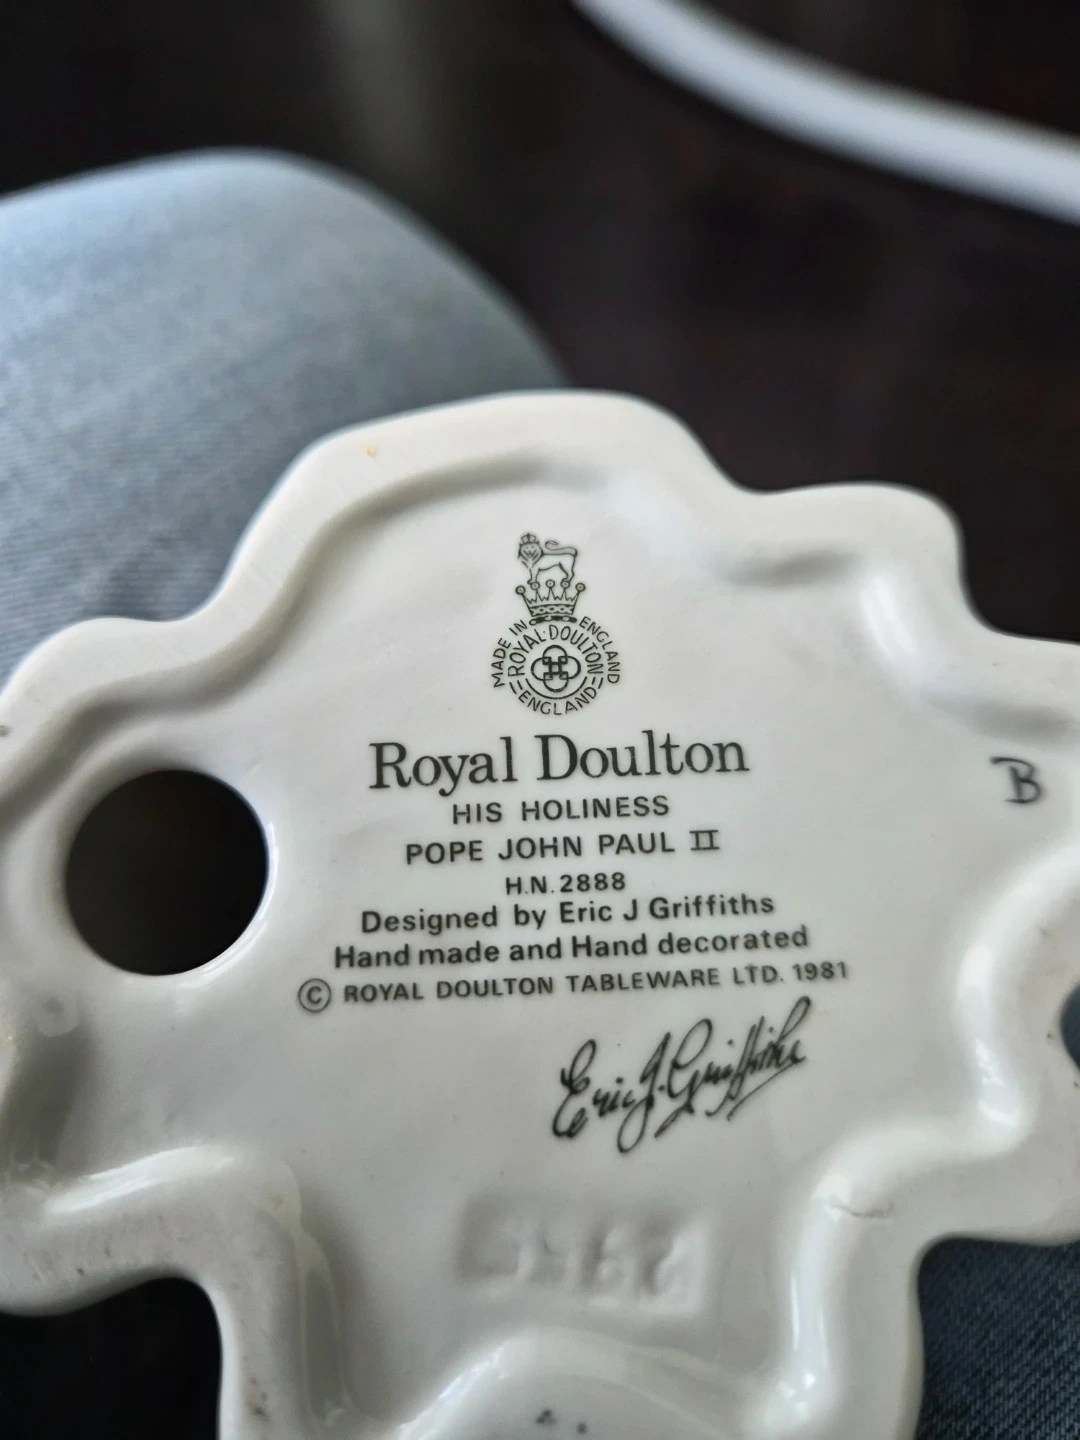 MADE IN ENGLAND
ROYAL·DOULTON
ENGLAND
Royal Doulton
HIS HOLINESS
POPE JOHN PAUL II
H.N. 2888
Designed by Eric J Griffiths
Hand made and Hand decorated
© ROYAL DOULTON TABLEWARE LTD. 1981
Eric J. Griffiths
B